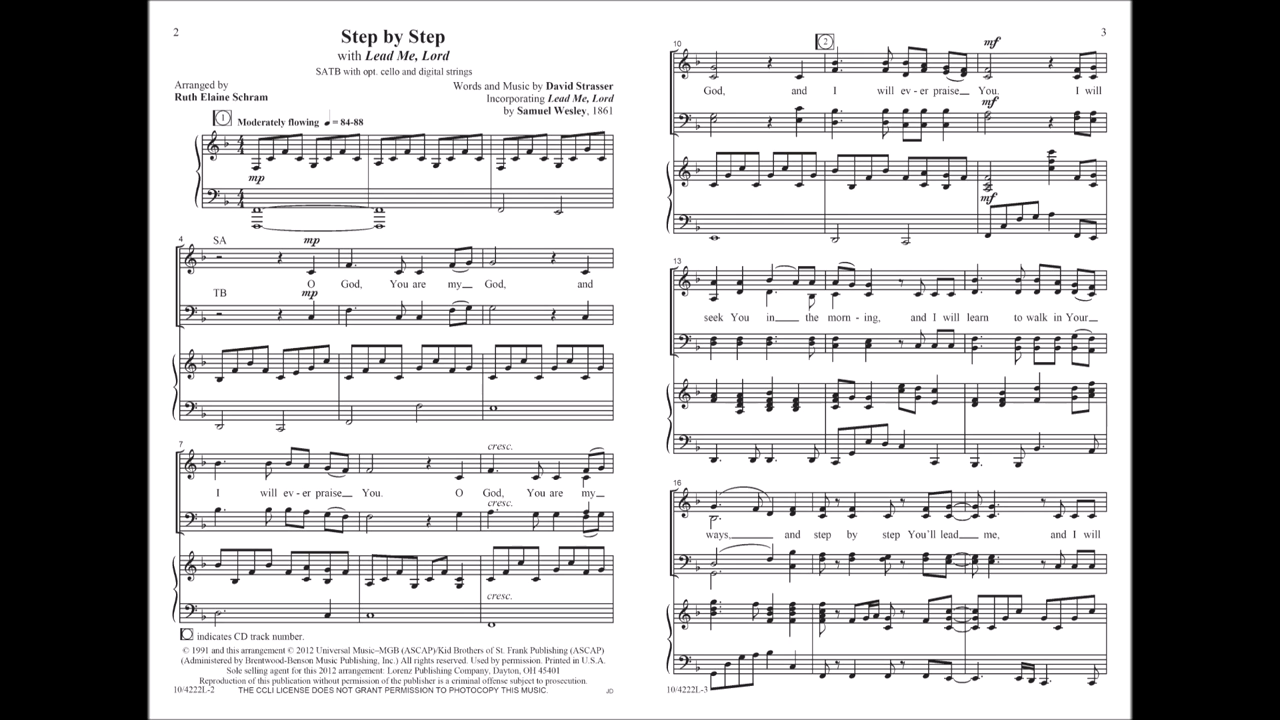 2
Step by Step
with Lead Me, Lord
SATB with opt. cello and digital strings
Arranged by
Ruth Elaine Schram
Words and Music by David Strasser
Incorporating Lead Me, Lord
by Samuel Wesley, 1861
1
Moderately flowing ♩ = 84-88
mp
4
SA
mp
O God, You are my__ God, and
TB
mp
7
cresc.
I will ev - er praise__ You. O God, You are my__
cresc.
cresc.
indicates CD track number.
© 1991 and this arrangement © 2012 Universal Music–MGB (ASCAP)/Kid Brothers of St. Frank Publishing (ASCAP)
(Administered by Brentwood-Benson Music Publishing, Inc.) All rights reserved. Used by permission. Printed in U.S.A.
Sole selling agent for this 2012 arrangement: Lorenz Publishing Company, Dayton, OH 45401
Reproduction of this publication without permission of the publisher is a criminal offense subject to prosecution.
10/4222L-2 THE CCLI LICENSE DOES NOT GRANT PERMISSION TO PHOTOCOPY THIS MUSIC. JD
3
10
2
mf
God, and I will ev - er praise__ You. I will
mf
mf
13
seek You in____ the morn - ing, and I will learn to walk in Your__
16
ways,____ and step by step You'll lead__ me, and I will
10/4222L-3